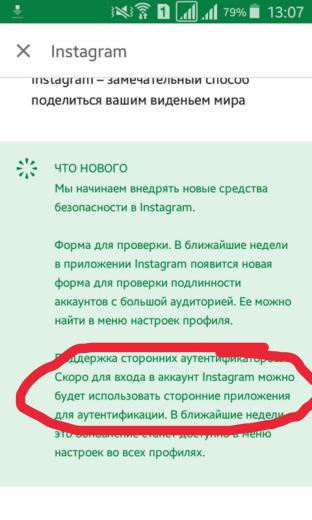 1 79% 13:07
Instagram
Instagram – замечательный способ
поделиться вашим виденьем мира
ЧТО НОВОГО
Мы начинаем внедрять новые средства
безопасности в Instagram.
Форма для проверки. В ближайшие недели
в приложении Instagram появится новая
форма для проверки подлинности
аккаунтов с большой аудиторией. Ее можно
найти в меню настроек профиля.
Поддержка сторонних аутентификаторов.
Скоро для входа в аккаунт Instagram можно
будет использовать сторонние приложения
для аутентификации. В ближайшие недели
это обновление станет доступно в меню
настроек во всех профилях.